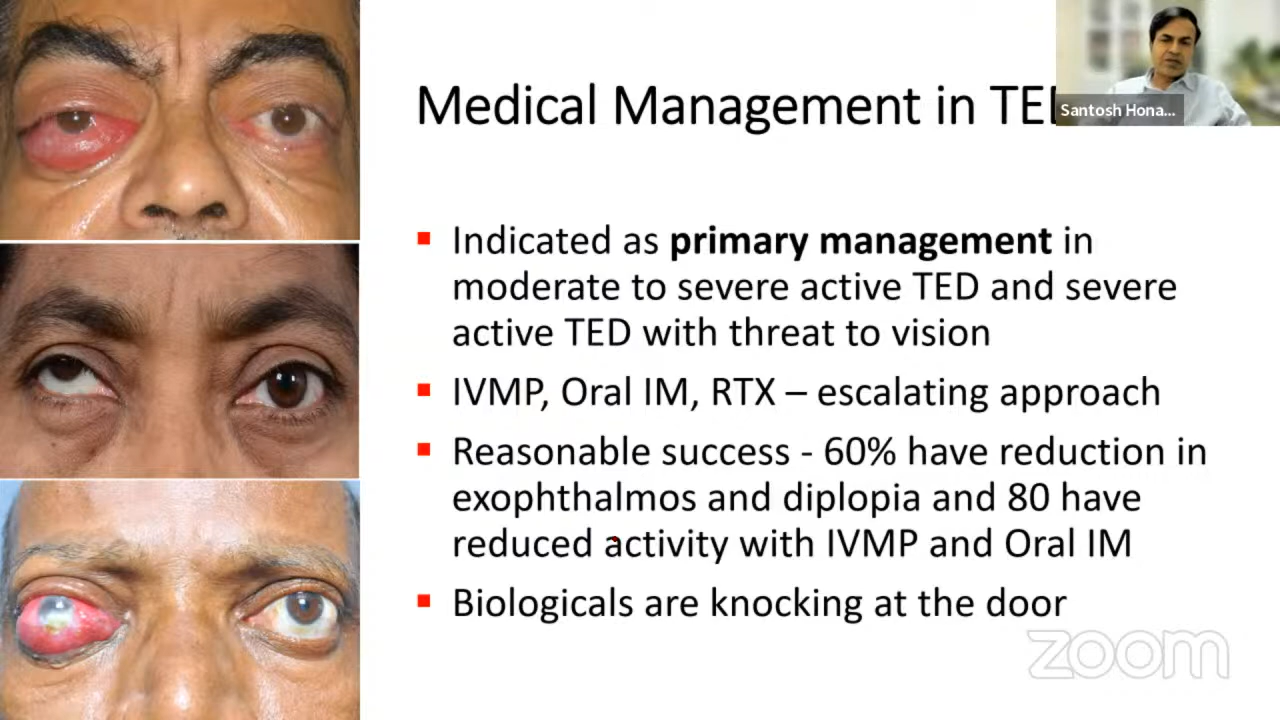 Santosh Hona...
Medical Management in TED
■ Indicated as primary management in
moderate to severe active TED and severe
active TED with threat to vision
■ IVMP, Oral IM, RTX – escalating approach
■ Reasonable success - 60% have reduction in
exophthalmos and diplopia and 80 have
reduced activity with IVMP and Oral IM
■ Biologicals are knocking at the door
zoom